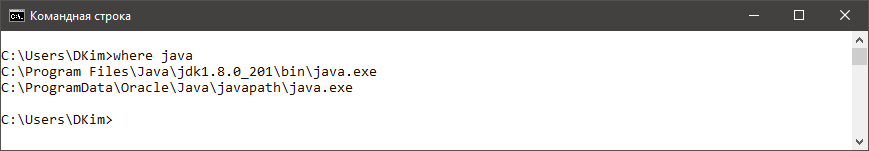 Командная строка
C:\Users\DKim>where java
C:\Program Files\Java\jdk1.8.0_201\bin\java.exe
C:\ProgramData\Oracle\Java\javapath\java.exe
C:\Users\DKim>